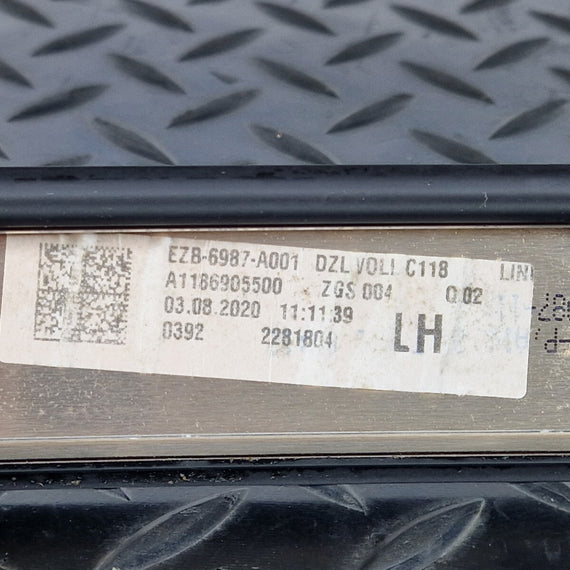 EZB-6987-A001 DZL VOLL C118 LIN
A1186905500 ZGS 004 Q 02
03.08.2020 11:11:39
0392 2281804 LH